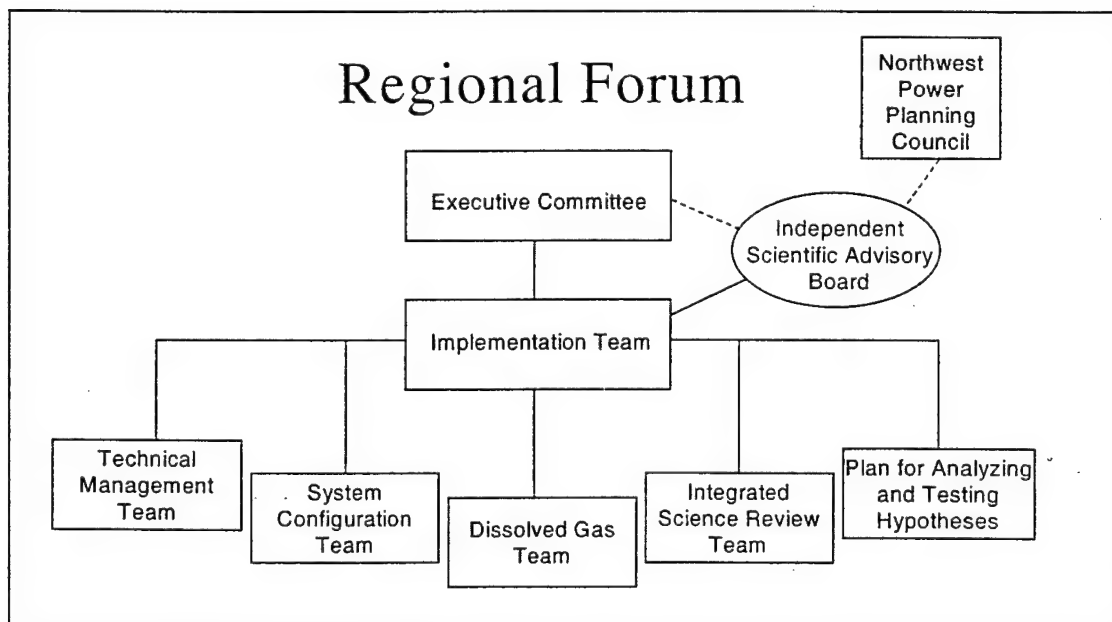 Regional Forum
Northwest
Power
Planning
Council
Executive Committee
Independent
Scientific Advisory
Board
Implementation Team
Technical
Management
Team
System
Configuration
Team
Dissolved Gas
Team
Integrated
Science Review
Team
Plan for Analyzing
and Testing
Hypotheses